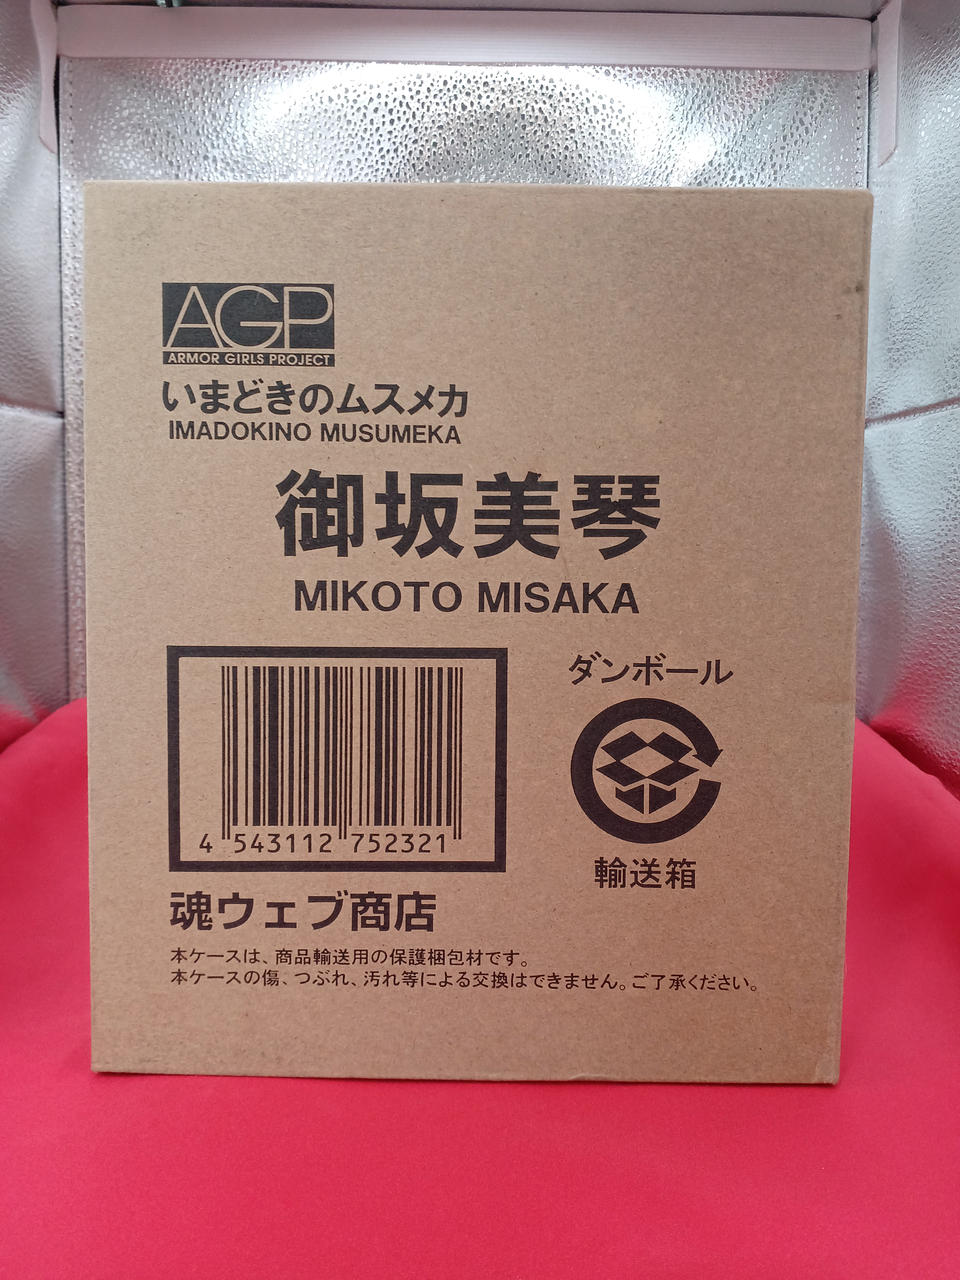 AGP
ARMOR GIRLS PROJECT
いまどきのムスメカ
IMADOKINO MUSUMEKA
御坂美琴
MIKOTO MISAKA
4 543112 752321
ダンボール
輸送箱
魂ウェブ商店
本ケースは、商品輸送用の保護梱包材です。
本ケースの傷、つぶれ、汚れ等による交換はできません。ご了承ください。